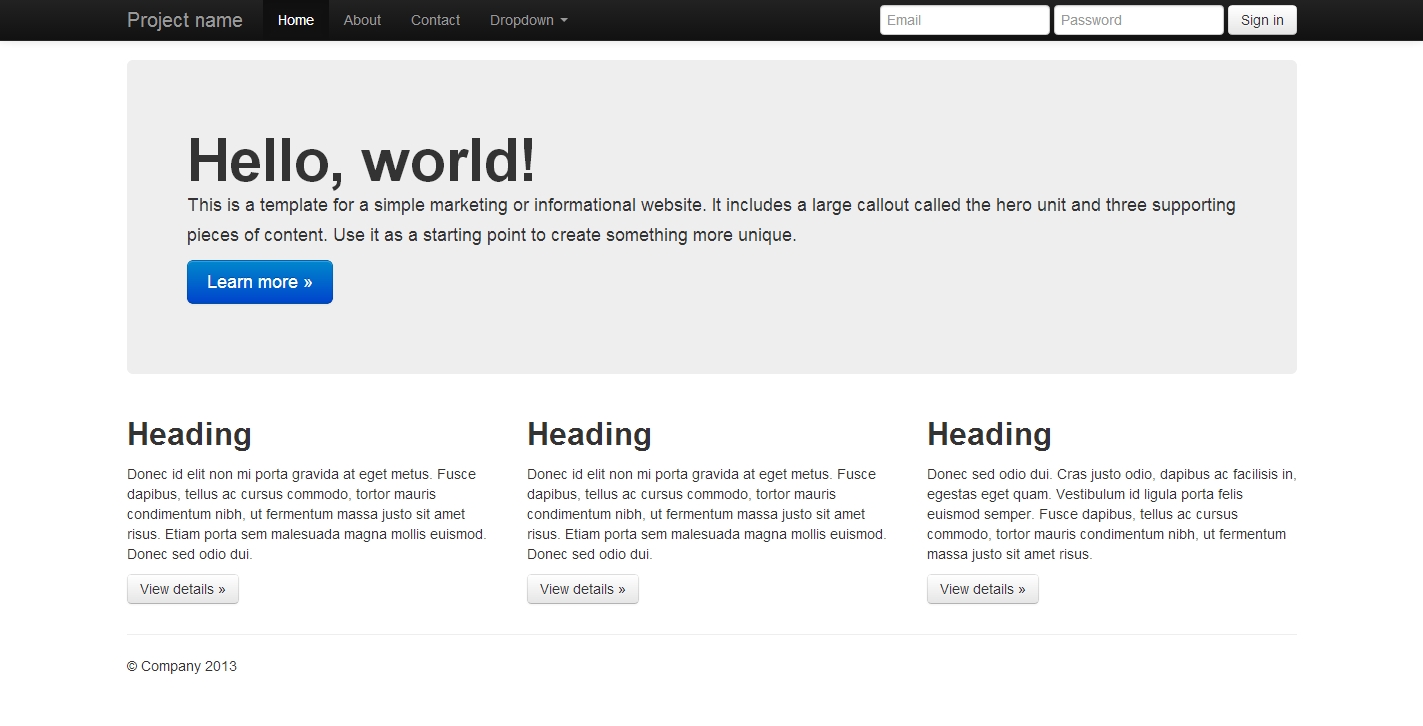 Project name Home About Contact Dropdown Email Password Sign in
Hello, world!
This is a template for a simple marketing or informational website. It includes a large callout called the hero unit and three supporting
pieces of content. Use it as a starting point to create something more unique.
Learn more »
Heading
Donec id elit non mi porta gravida at eget metus. Fusce
dapibus, tellus ac cursus commodo, tortor mauris
condimentum nibh, ut fermentum massa justo sit amet
risus. Etiam porta sem malesuada magna mollis euismod.
Donec sed odio dui.
View details »
Heading
Donec id elit non mi porta gravida at eget metus. Fusce
dapibus, tellus ac cursus commodo, tortor mauris
condimentum nibh, ut fermentum massa justo sit amet
risus. Etiam porta sem malesuada magna mollis euismod.
Donec sed odio dui.
View details »
Heading
Donec sed odio dui. Cras justo odio, dapibus ac facilisis in,
egestas eget quam. Vestibulum id ligula porta felis
euismod semper. Fusce dapibus, tellus ac cursus
commodo, tortor mauris condimentum nibh, ut fermentum
massa justo sit amet risus.
View details »
© Company 2013